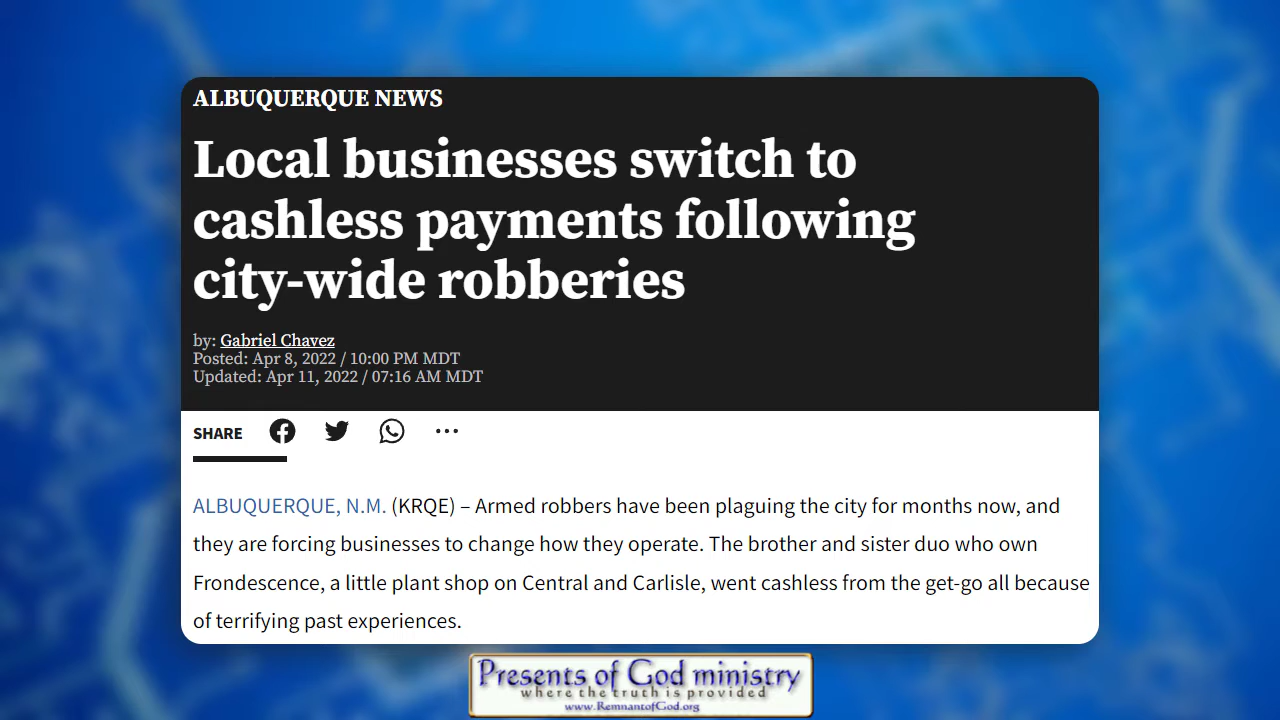 ALBUQUERQUE NEWS
Local businesses switch to
cashless payments following
city-wide robberies
by: Gabriel Chavez
Posted: Apr 8, 2022 / 10:00 PM MDT
Updated: Apr 11, 2022 / 07:16 AM MDT
SHARE
ALBUQUERQUE, N.M. (KRQE) – Armed robbers have been plaguing the city for months now, and
they are forcing businesses to change how they operate. The brother and sister duo who own
Frondescence, a little plant shop on Central and Carlisle, went cashless from the get-go all because
of terrifying past experiences.
Presents of God ministry
where the truth is provided
www.RemnantofGod.org